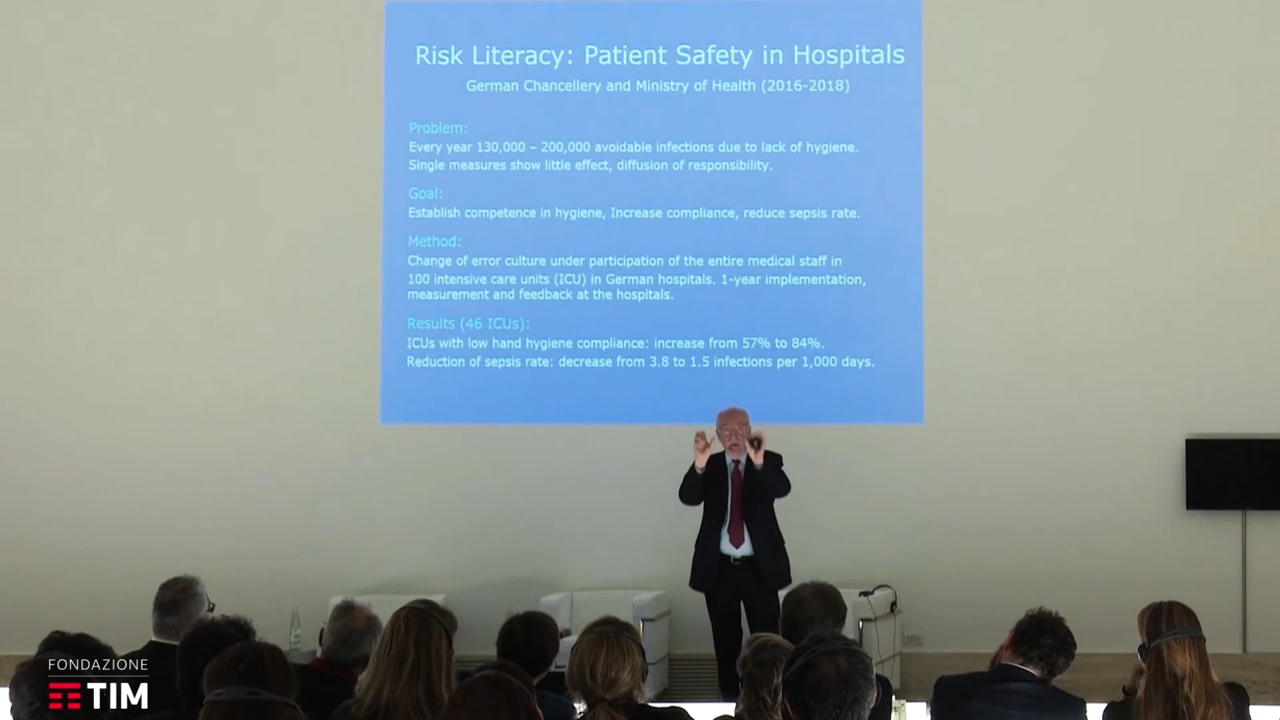 Risk Literacy: Patient Safety in Hospitals
German Chancellery and Ministry of Health (2016-2018)
Problem:
Every year 130,000 – 200,000 avoidable infections due to lack of hygiene.
Single measures show little effect, diffusion of responsibility.
Goal:
Establish competence in hygiene, Increase compliance, reduce sepsis rate.
Method:
Change of error culture under participation of the entire medical staff in
100 intensive care units (ICU) in German hospitals. 1-year implementation,
measurement and feedback at the hospitals.
Results (46 ICUs):
ICUs with low hand hygiene compliance: increase from 57% to 84%.
Reduction of sepsis rate: decrease from 3.8 to 1.5 infections per 1,000 days.
FONDAZIONE
TIM